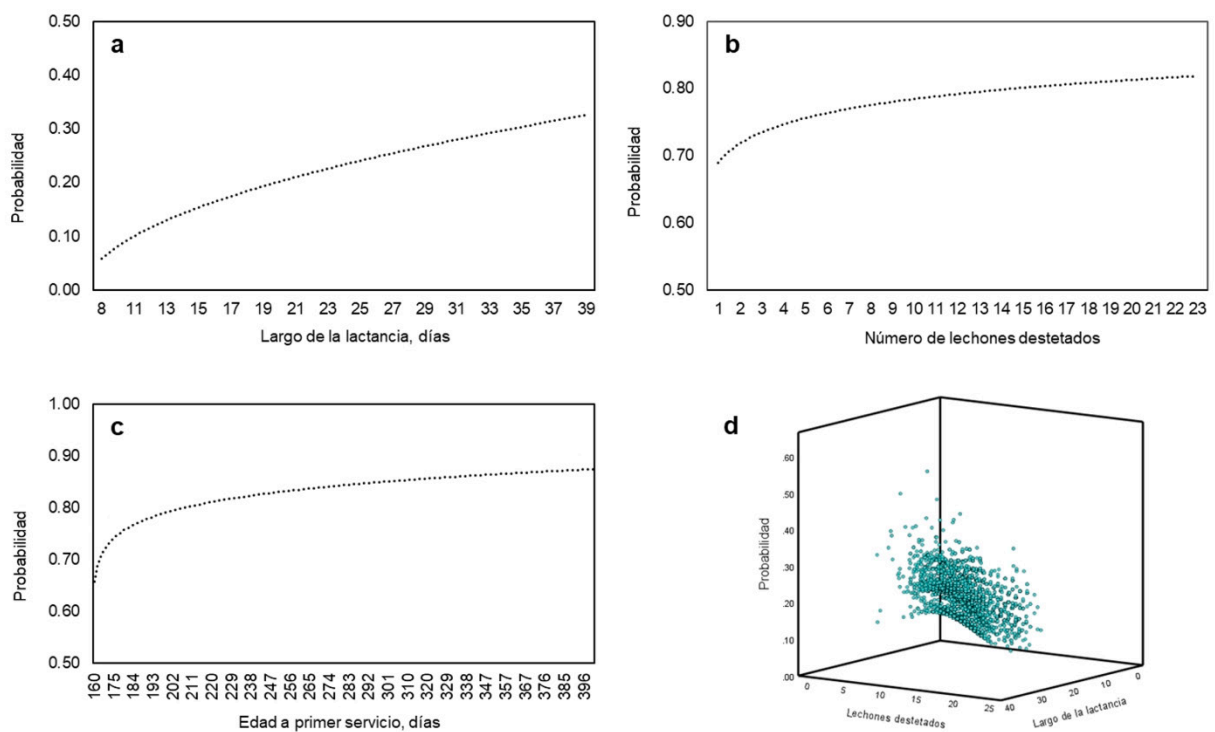 a
0.50
0.40
0.30
0.20
0.10
0.00
Probabilidad
8 11 13 15 17 19 21 23 25 27 29 31 33 35 37 39
Largo de la lactancia, días
b
0.90
0.80
0.70
0.60
0.50
Probabilidad
1 2 3 4 5 6 7 8 9 10 11 12 13 14 15 16 17 18 19 20 21 22 23
Número de lechones destetados
c
1.00
0.90
0.80
0.70
0.60
0.50
Probabilidad
160 175 184 193 202 211 220 229 238 247 256 265 274 283 292 301 310 320 329 338 347 357 367 376 385 396
Edad a primer servicio, días
d
.60
.50
.40
.30
.20
.10
.00
Probabilidad
0 5 10 15 20 25
Lechones destetados
40 30 20 10 0
Largo de la lactancia